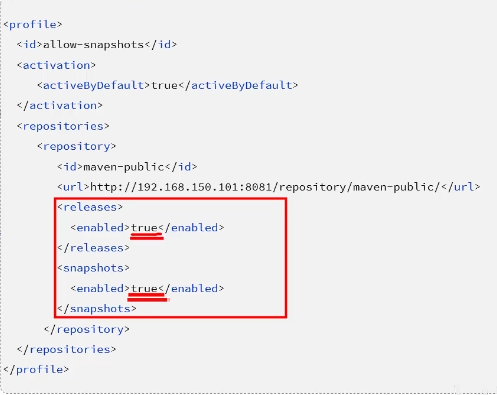 <profile>
<id>allow-snapshots</id>
<activation>
<activeByDefault>true</activeByDefault>
</activation>
<repositories>
<repository>
<id>maven-public</id>
<url>http://192.168.150.101:8081/repository/maven-public/</url>
<releases>
<enabled>true</enabled>
</releases>
<snapshots>
<enabled>true</enabled>
</snapshots>
</repository>
</repositories>
</profile>